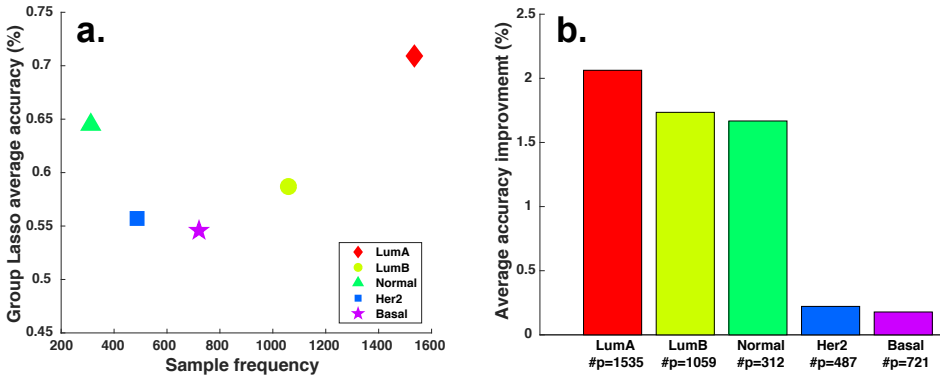 a.
Group Lasso average accuracy (%)
0.75
0.7
0.65
0.6
0.55
0.5
0.45
200 400 600 800 1000 1200 1400 1600
Sample frequency
LumA
LumB
Normal
Her2
Basal
b.
Average accuracy improvmemt (%)
2.5
2
1.5
1
0.5
0
LumA LumB Normal Her2 Basal
#p=1535 #p=1059 #p=312 #p=487 #p=721